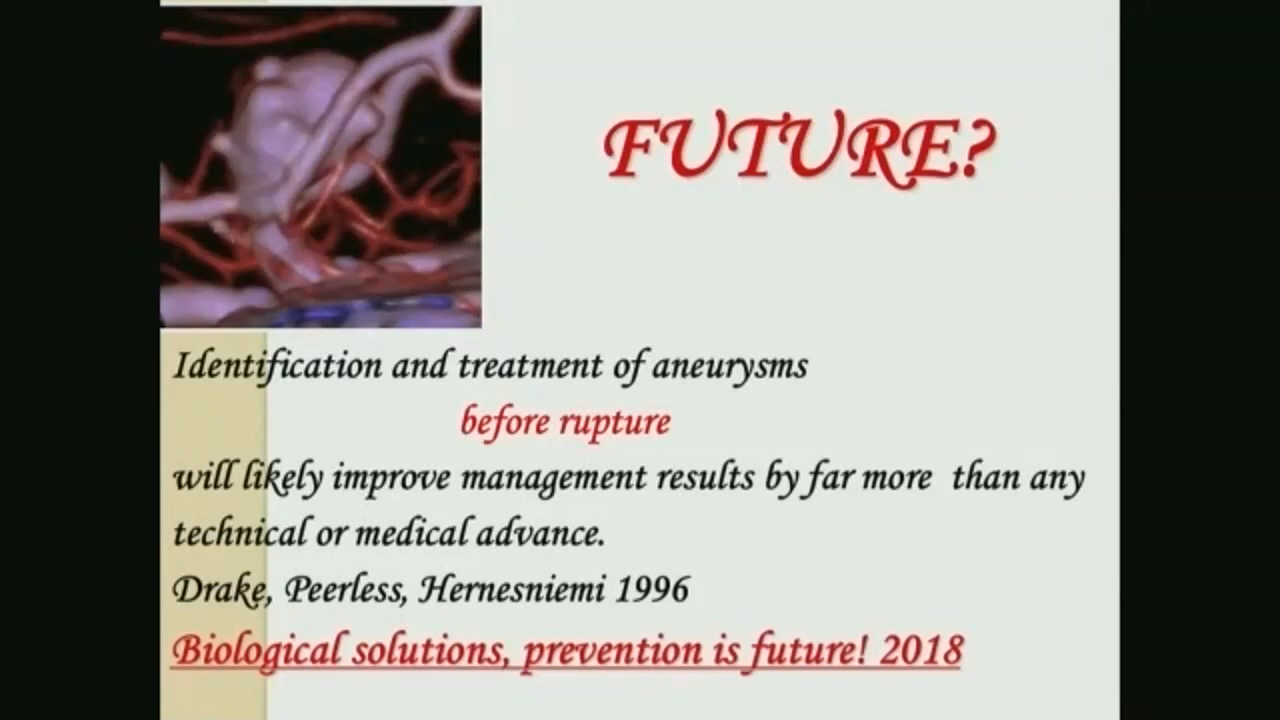 FUTURE?
Identification and treatment of aneurysms
before rupture
will likely improve management results by far more than any
technical or medical advance.
Drake, Peerless, Hernesniemi 1996
Biological solutions, prevention is future! 2018